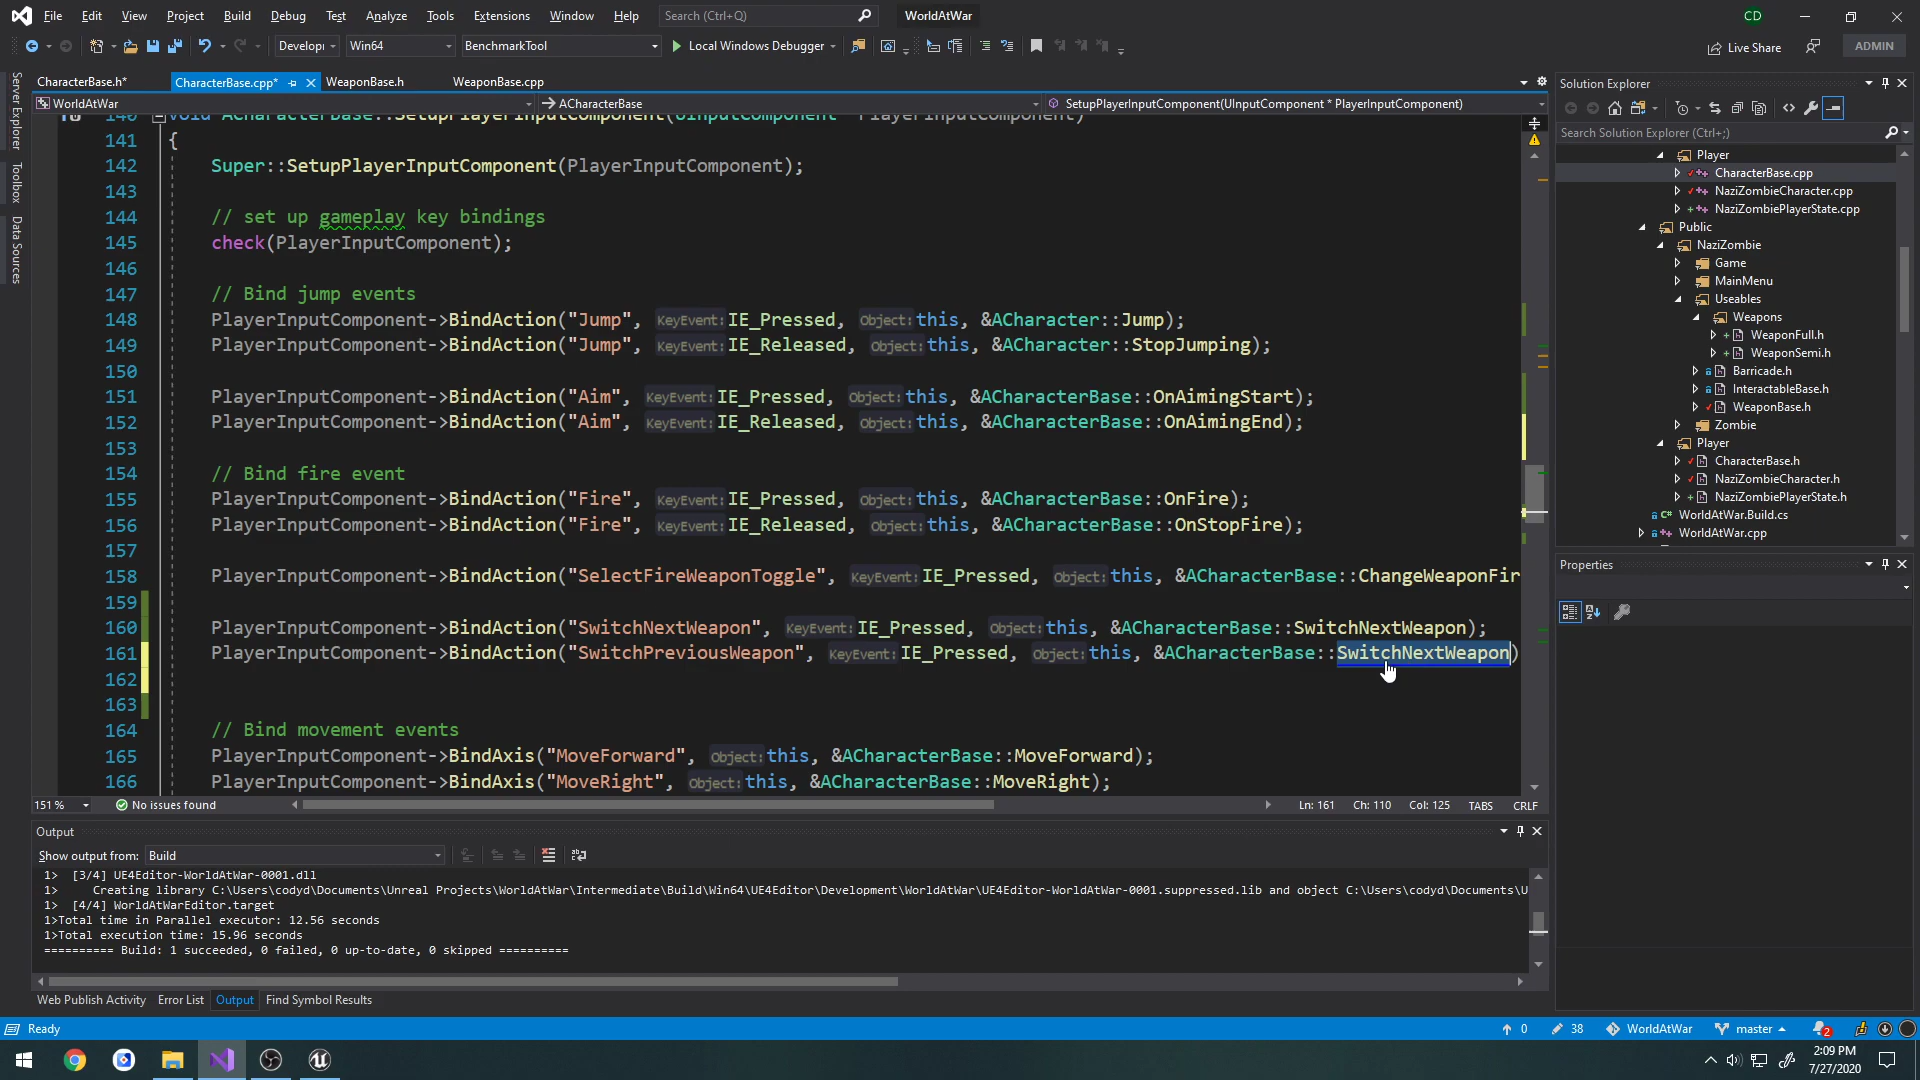 File Edit View Project Build Debug Test Analyze Tools Extensions Window Help Search (Ctrl+Q) WorldAtWar CD
Develop Win64 BenchmarkTool Local Windows Debugger Live Share ADMIN
CharacterBase.h* CharacterBase.cpp* WeaponBase.h WeaponBase.cpp
WorldAtWar ACharacterBase SetupPlayerInputComponent(UInputComponent * PlayerInputComponent)
Server Explorer
Toolbox
Data Sources
140 void ACharacterBase::SetupPlayerInputComponent(UInputComponent* PlayerInputComponent)
141 {
142 Super::SetupPlayerInputComponent(PlayerInputComponent);
143
144 // set up gameplay key bindings
145 check(PlayerInputComponent);
146
147 // Bind jump events
148 PlayerInputComponent->BindAction("Jump", KeyEvent: IE_Pressed, Object: this, &ACharacter::Jump);
149 PlayerInputComponent->BindAction("Jump", KeyEvent: IE_Released, Object: this, &ACharacter::StopJumping);
150
151 PlayerInputComponent->BindAction("Aim", KeyEvent: IE_Pressed, Object: this, &ACharacterBase::OnAimingStart);
152 PlayerInputComponent->BindAction("Aim", KeyEvent: IE_Released, Object: this, &ACharacterBase::OnAimingEnd);
153
154 // Bind fire event
155 PlayerInputComponent->BindAction("Fire", KeyEvent: IE_Pressed, Object: this, &ACharacterBase::OnFire);
156 PlayerInputComponent->BindAction("Fire", KeyEvent: IE_Released, Object: this, &ACharacterBase::OnStopFire);
157
158 PlayerInputComponent->BindAction("SelectFireWeaponToggle", KeyEvent: IE_Pressed, Object: this, &ACharacterBase::ChangeWeaponFir
159
160 PlayerInputComponent->BindAction("SwitchNextWeapon", KeyEvent: IE_Pressed, Object: this, &ACharacterBase::SwitchNextWeapon);
161 PlayerInputComponent->BindAction("SwitchPreviousWeapon", KeyEvent: IE_Pressed, Object: this, &ACharacterBase::SwitchNextWeapon)
162
163
164 // Bind movement events
165 PlayerInputComponent->BindAxis("MoveForward", Object: this, &ACharacterBase::MoveForward);
166 PlayerInputComponent->BindAxis("MoveRight", Object: this, &ACharacterBase::MoveRight);
151 % No issues found Ln: 161 Ch: 110 Col: 125 TABS CRLF
Output
Show output from: Build
1> [3/4] UE4Editor-WorldAtWar-0001.dll
1> Creating library C:\Users\codyd\Documents\Unreal Projects\WorldAtWar\Intermediate\Build\Win64\UE4Editor\Development\WorldAtWar\UE4Editor-WorldAtWar-0001.suppressed.lib and object C:\Users\codyd\Documents\U
1> [4/4] WorldAtWarEditor.target
1>Total time in Parallel executor: 12.56 seconds
1>Total execution time: 15.96 seconds
========== Build: 1 succeeded, 0 failed, 0 up-to-date, 0 skipped ==========
Web Publish Activity Error List Output Find Symbol Results
Solution Explorer
Search Solution Explorer (Ctrl+;)
Player
CharacterBase.cpp
NaziZombieCharacter.cpp
NaziZombiePlayerState.cpp
Public
NaziZombie
Game
MainMenu
Useables
Weapons
WeaponFull.h
WeaponSemi.h
Barricade.h
InteractableBase.h
WeaponBase.h
Zombie
Player
CharacterBase.h
NaziZombieCharacter.h
NaziZombiePlayerState.h
WorldAtWar.Build.cs
WorldAtWar.cpp
Properties
Ready 0 38 WorldAtWar master 2
2:09 PM
7/27/2020